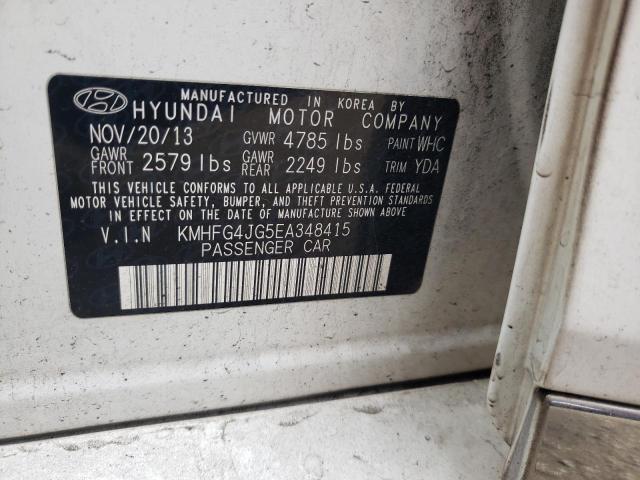 MANUFACTURED IN KOREA BY
HYUNDAI MOTOR COMPANY
NOV/20/13 GVWR 4785 lbs PAINT WHC
GAWR FRONT 2579 lbs GAWR REAR 2249 lbs TRIM YDA
THIS VEHICLE CONFORMS TO ALL APPLICABLE U.S.A. FEDERAL
MOTOR VEHICLE SAFETY, BUMPER, AND THEFT PREVENTION STANDARDS
IN EFFECT ON THE DATE OF MANUFACTURE SHOWN ABOVE.
V.I.N KMHFG4JG5EA348415
PASSENGER CAR